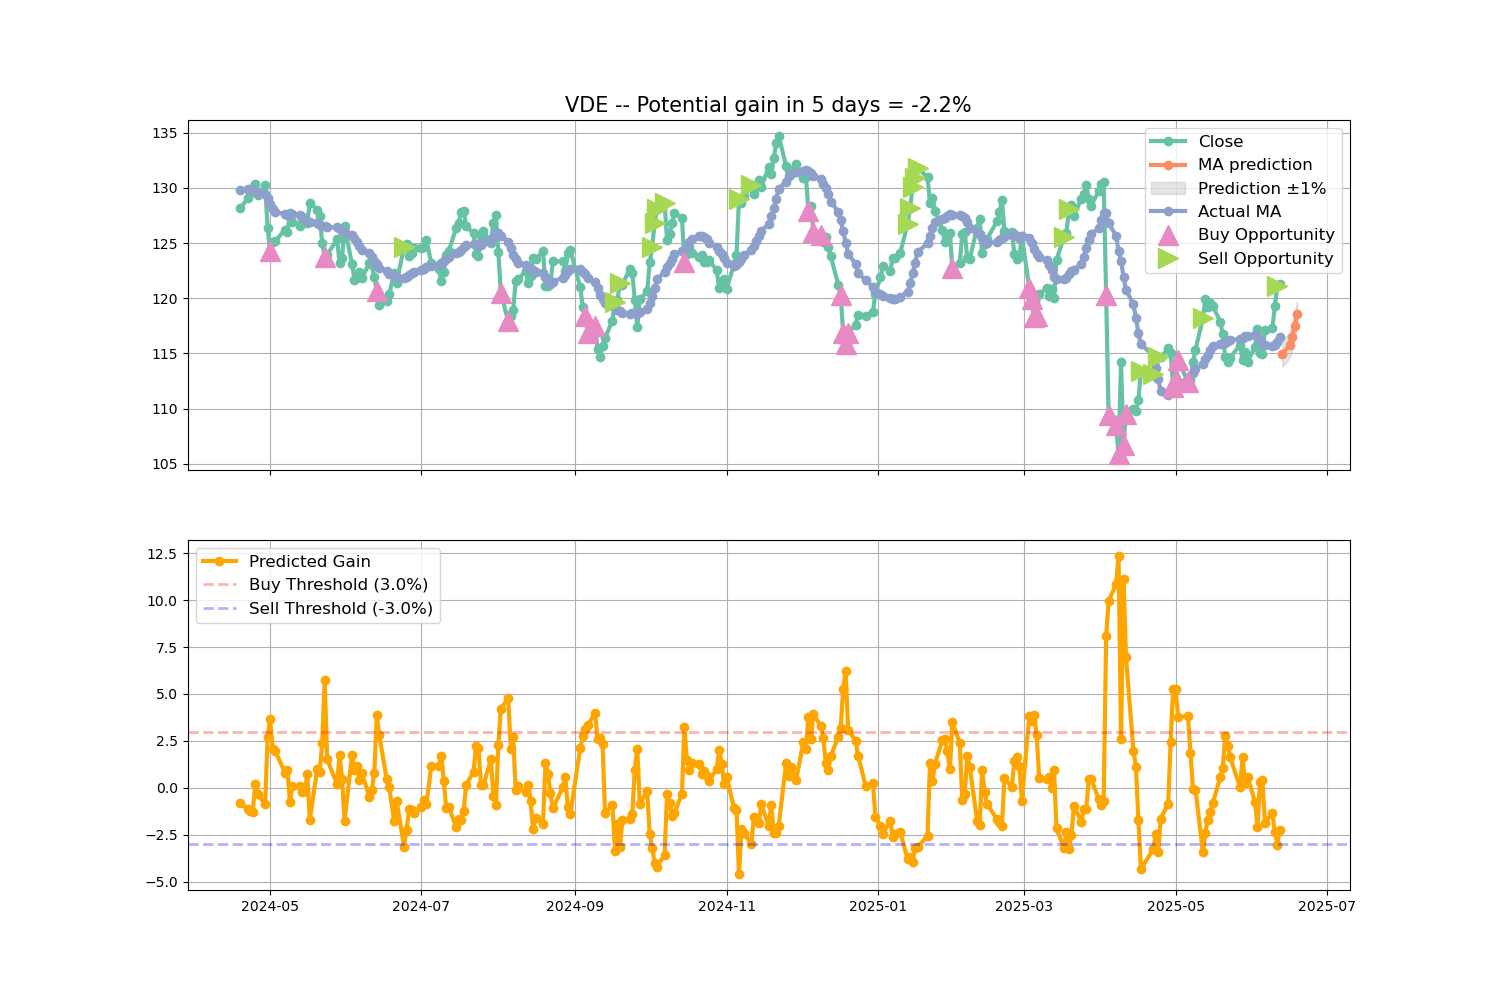 VDE -- Potential gain in 5 days = -2.2%
135
130
125
120
115
110
105
Close
MA prediction
Prediction ±1%
Actual MA
Buy Opportunity
Sell Opportunity
12.5
10.0
7.5
5.0
2.5
0.0
−2.5
−5.0
Predicted Gain
Buy Threshold (3.0%)
Sell Threshold (-3.0%)
2024-05
2024-07
2024-09
2024-11
2025-01
2025-03
2025-05
2025-07